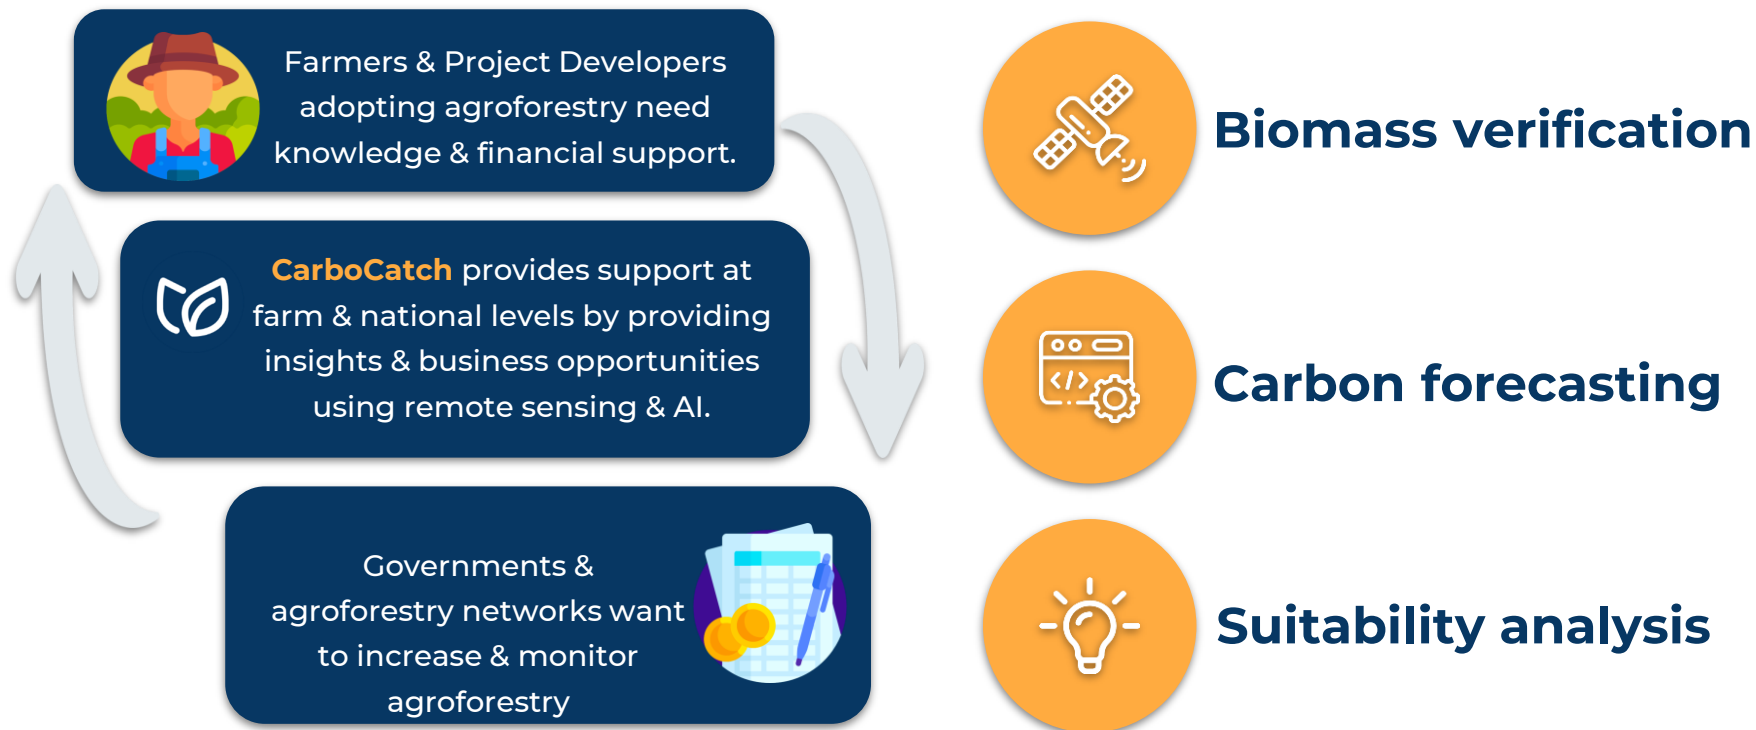 Farmers & Project Developers
adopting agroforestry need
knowledge & financial support.
CarboCatch provides support at
farm & national levels by providing
insights & business opportunities
using remote sensing & AI.
Governments &
agroforestry networks want
to increase & monitor
agroforestry
Biomass verification
Carbon forecasting
Suitability analysis